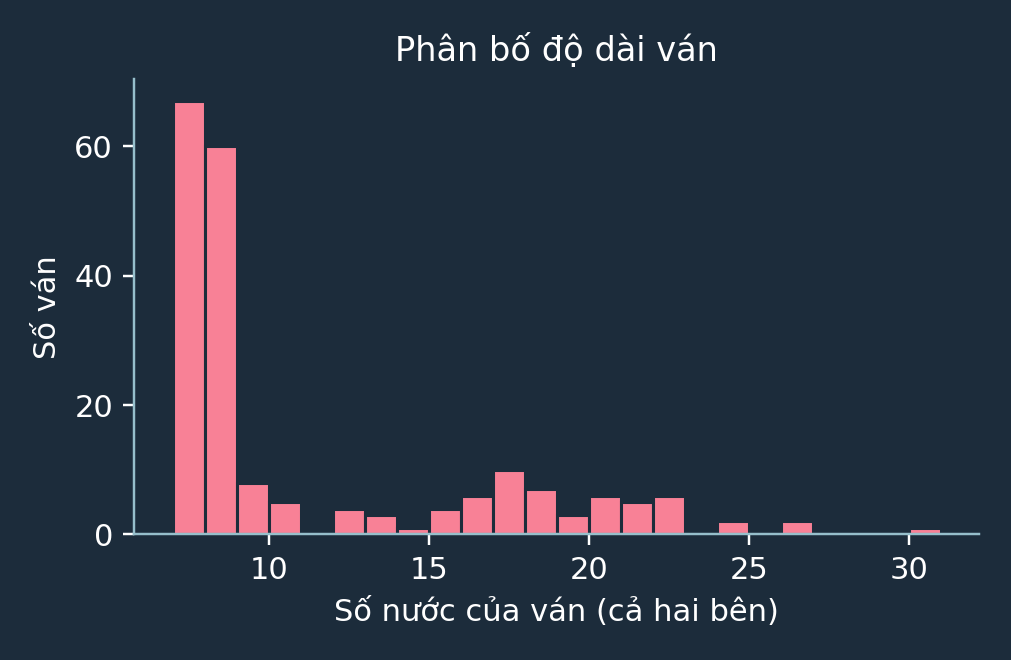 Phân bố độ dài ván
Số ván
60
40
20
0
10 15 20 25 30
Số nước của ván (cả hai bên)